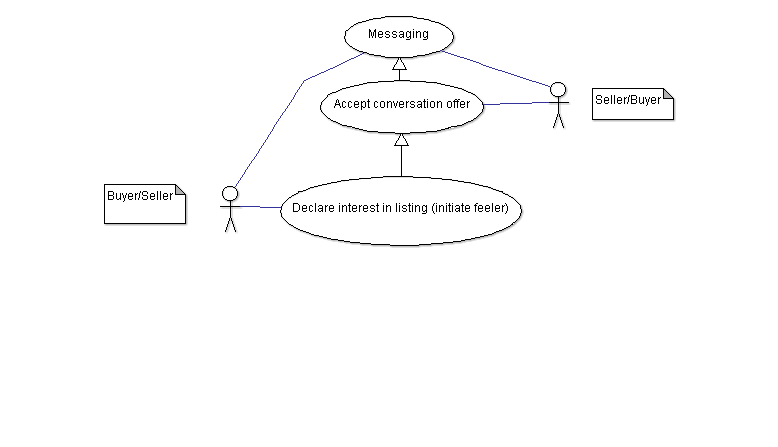 Messaging
Accept conversation offer
Seller/Buyer
Buyer/Seller
Declare interest in listing (initiate feeler)